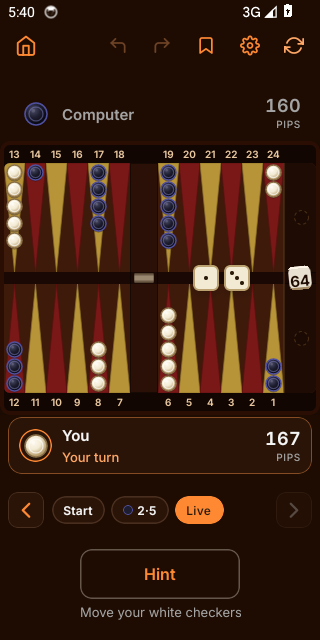 5:40
3G
Computer
160
PIPS
13 14 15 16 17 18 19 20 21 22 23 24
64
12 11 10 9 8 7 6 5 4 3 2 1
You
Your turn
167
PIPS
Start
2·5
Live
Hint
Move your white checkers